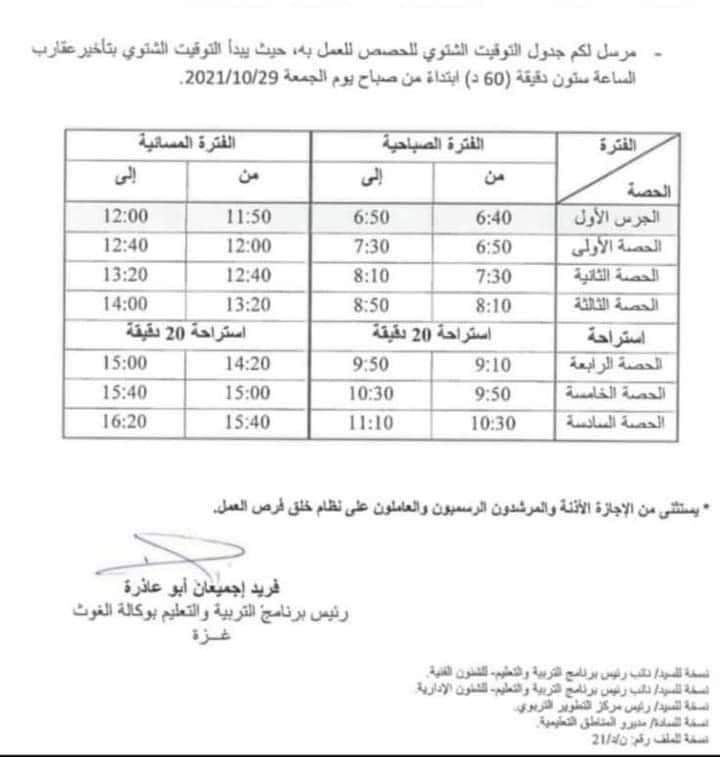 - مرسل لكم جدول التوقيت الشتوي للحصص للعمل به، حيث يبدأ التوقيت الشتوي بتأخير عقارب
الساعة ستون دقيقة (60 د) ابتداءً من صباح يوم الجمعة 2021/10/29.
الفترة الفترة الصباحية الفترة المسائية
الحصة من إلى من إلى
الجرس الأول 6:40 6:50 11:50 12:00
الحصة الأولى 6:50 7:30 12:00 12:40
الحصة الثانية 7:30 8:10 12:40 13:20
الحصة الثالثة 8:10 8:50 13:20 14:00
استراحة استراحة 20 دقيقة استراحة 20 دقيقة
الحصة الرابعة 9:10 9:50 14:20 15:00
الحصة الخامسة 9:50 10:30 15:00 15:40
الحصة السادسة 10:30 11:10 15:40 16:20
* يستثنى من الإجازة الأذنة والمرشدون الرسميون والعاملون على نظام خلق فرص العمل.
فريد إجميعان أبو عاذرة
رئيس برنامج التربية والتعليم بوكالة الغوث
غـزة
نسخة للسيد/ نائب رئيس برنامج التربية والتعليم- للشئون الفنية.
نسخة للسيد/ نائب رئيس برنامج التربية والتعليم- للشئون الإدارية.
نسخة للسيد/ رئيس مركز التطوير التربوي.
نسخة للسادة/ مديرو المناطق التعليمية.
نسخة للملف رقم: ن/د/21